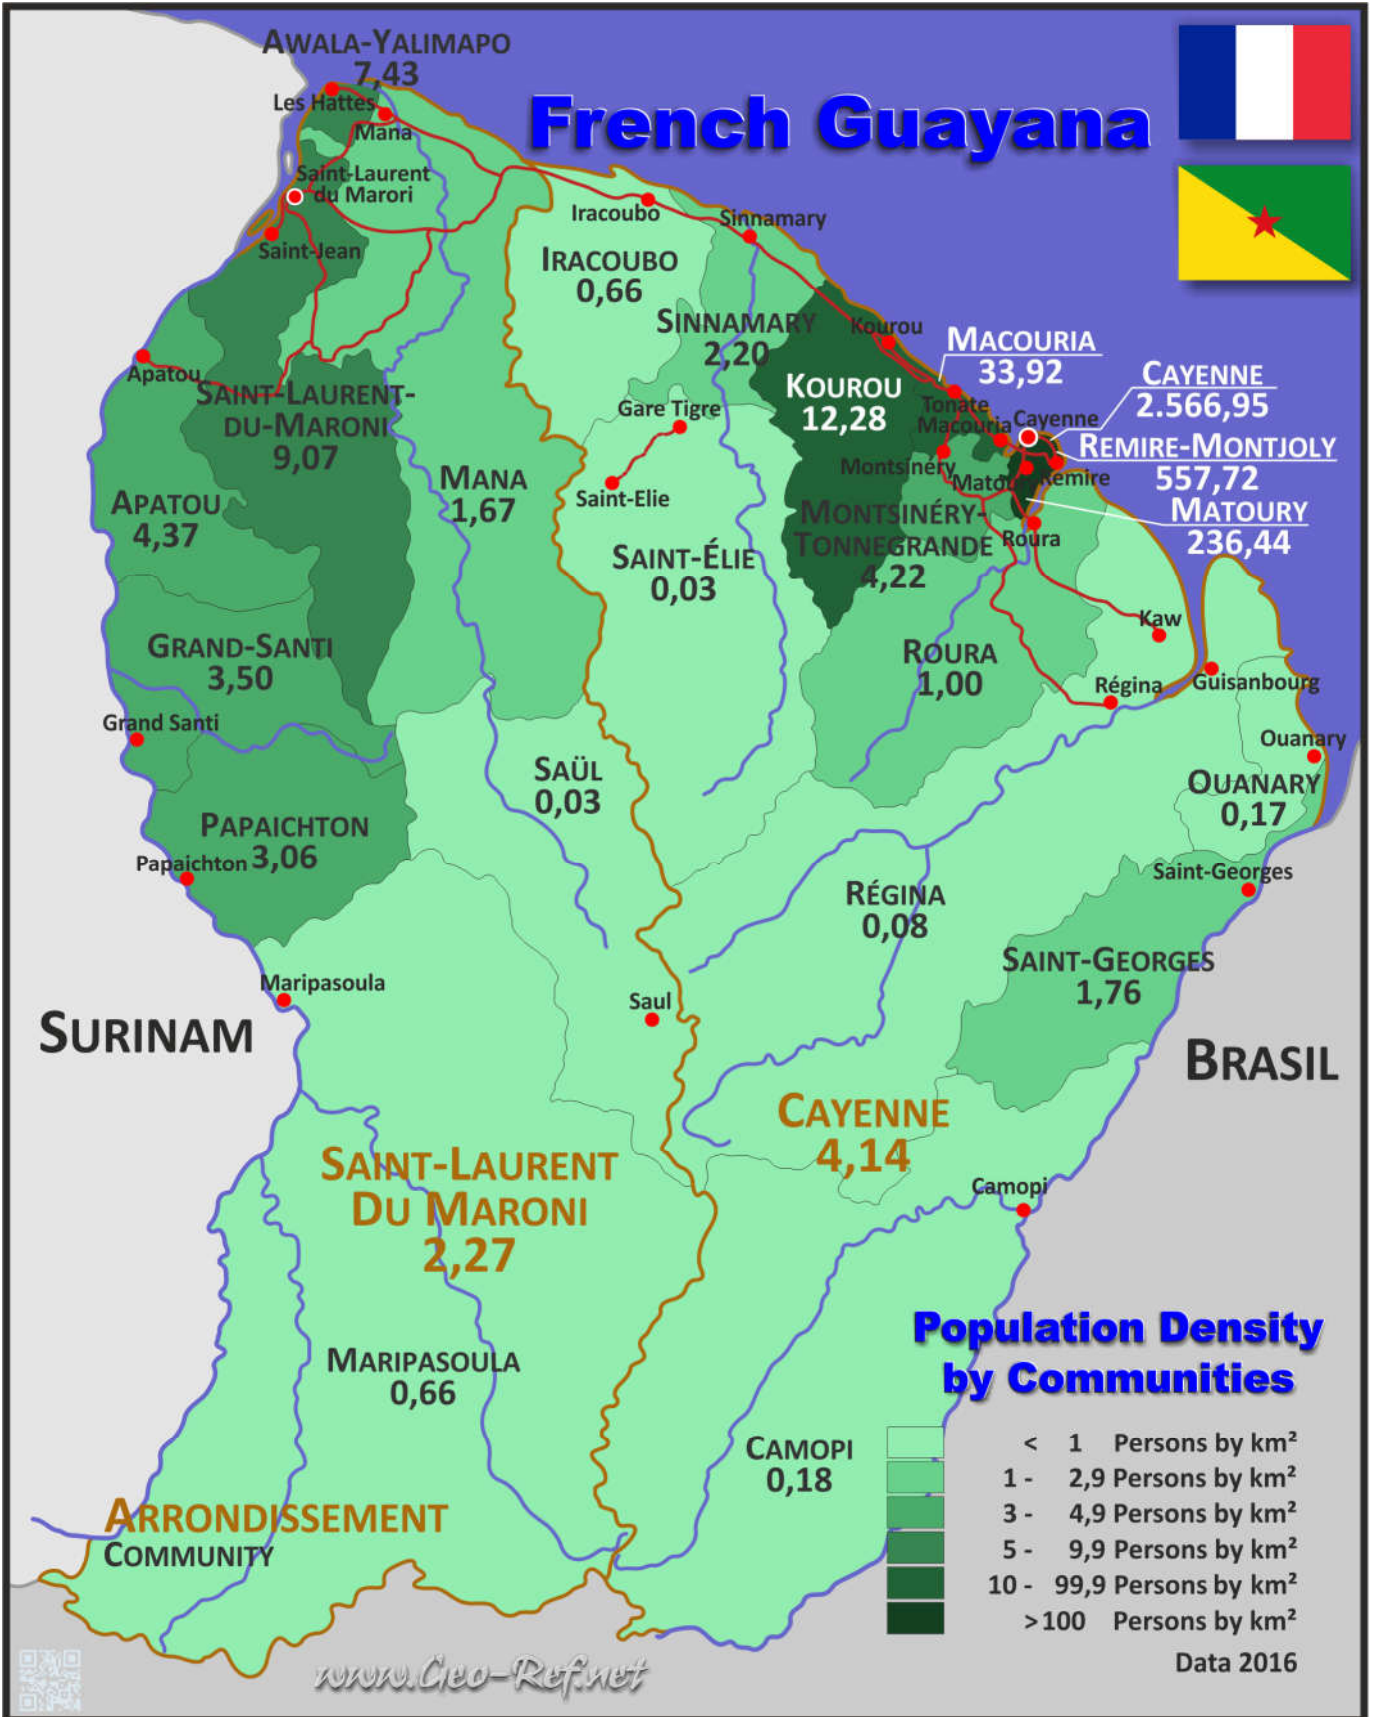 AWALA-YALIMAPO
7,43
Les Hattes
Mana
French Guayana
Saint-Laurent
du Marori
Saint-Jean
Iracoubo
Sinnamary
IRACOUBO
0,66
SINNAMARY
2,20
Kourou
MACOURIA
33,92
CAYENNE
2.566,95
REMIRE-MONTJOLY
557,72
MATOURY
236,44
Apatou
SAINT-LAURENT-
DU-MARONI
9,07
KOUROU
12,28
Gare Tigre
Tonate
Macouria
Cayenne
Montsinéry
Matoury
Remire
Saint-Elie
MANA
1,67
APATOU
4,37
MONTSINÉRY-
TONNEGRANDE
4,22
Roura
SAINT-ÉLIE
0,03
Kaw
GRAND-SANTI
3,50
ROURA
1,00
Régina
Guisanbourg
Grand Santi
Ouanary
SAÜL
0,03
OUANARY
0,17
PAPAICHTON
3,06
Papaichton
Saint-Georges
RÉGINA
0,08
SAINT-GEORGES
1,76
Maripasoula
Saul
SURINAM
BRASIL
CAYENNE
4,14
SAINT-LAURENT
DU MARONI
2,27
Camopi
MARIPASOULA
0,66
CAMOPI
0,18
Population Density
by Communities
< 1 Persons by km²
1 - 2,9 Persons by km²
3 - 4,9 Persons by km²
5 - 9,9 Persons by km²
10 - 99,9 Persons by km²
>100 Persons by km²
Data 2016
ARRONDISSEMENT
COMMUNITY
www.Geo-Ref.net